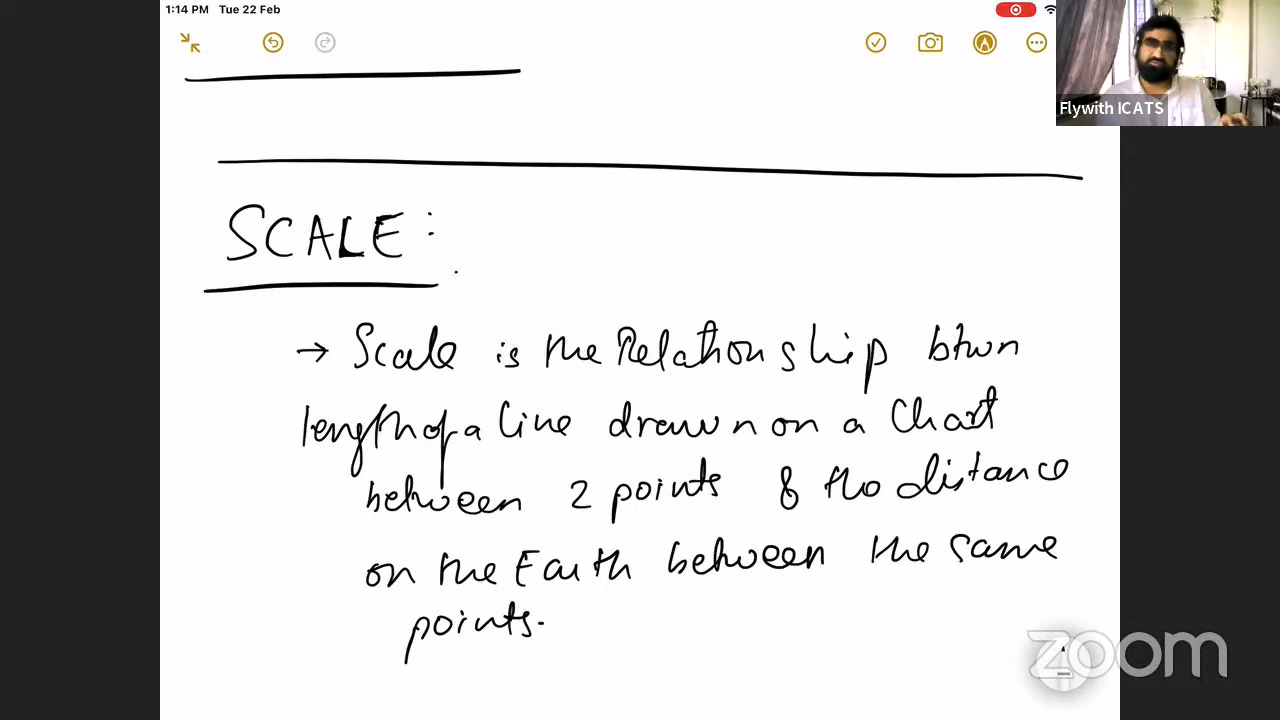 1:14 PM Tue 22 Feb
Flywith ICATS
SCALE:
→ Scale is the Relationship btwn
length of a line drawn on a Chart
between 2 points & the distance
on the Earth between the same
points.
zoom